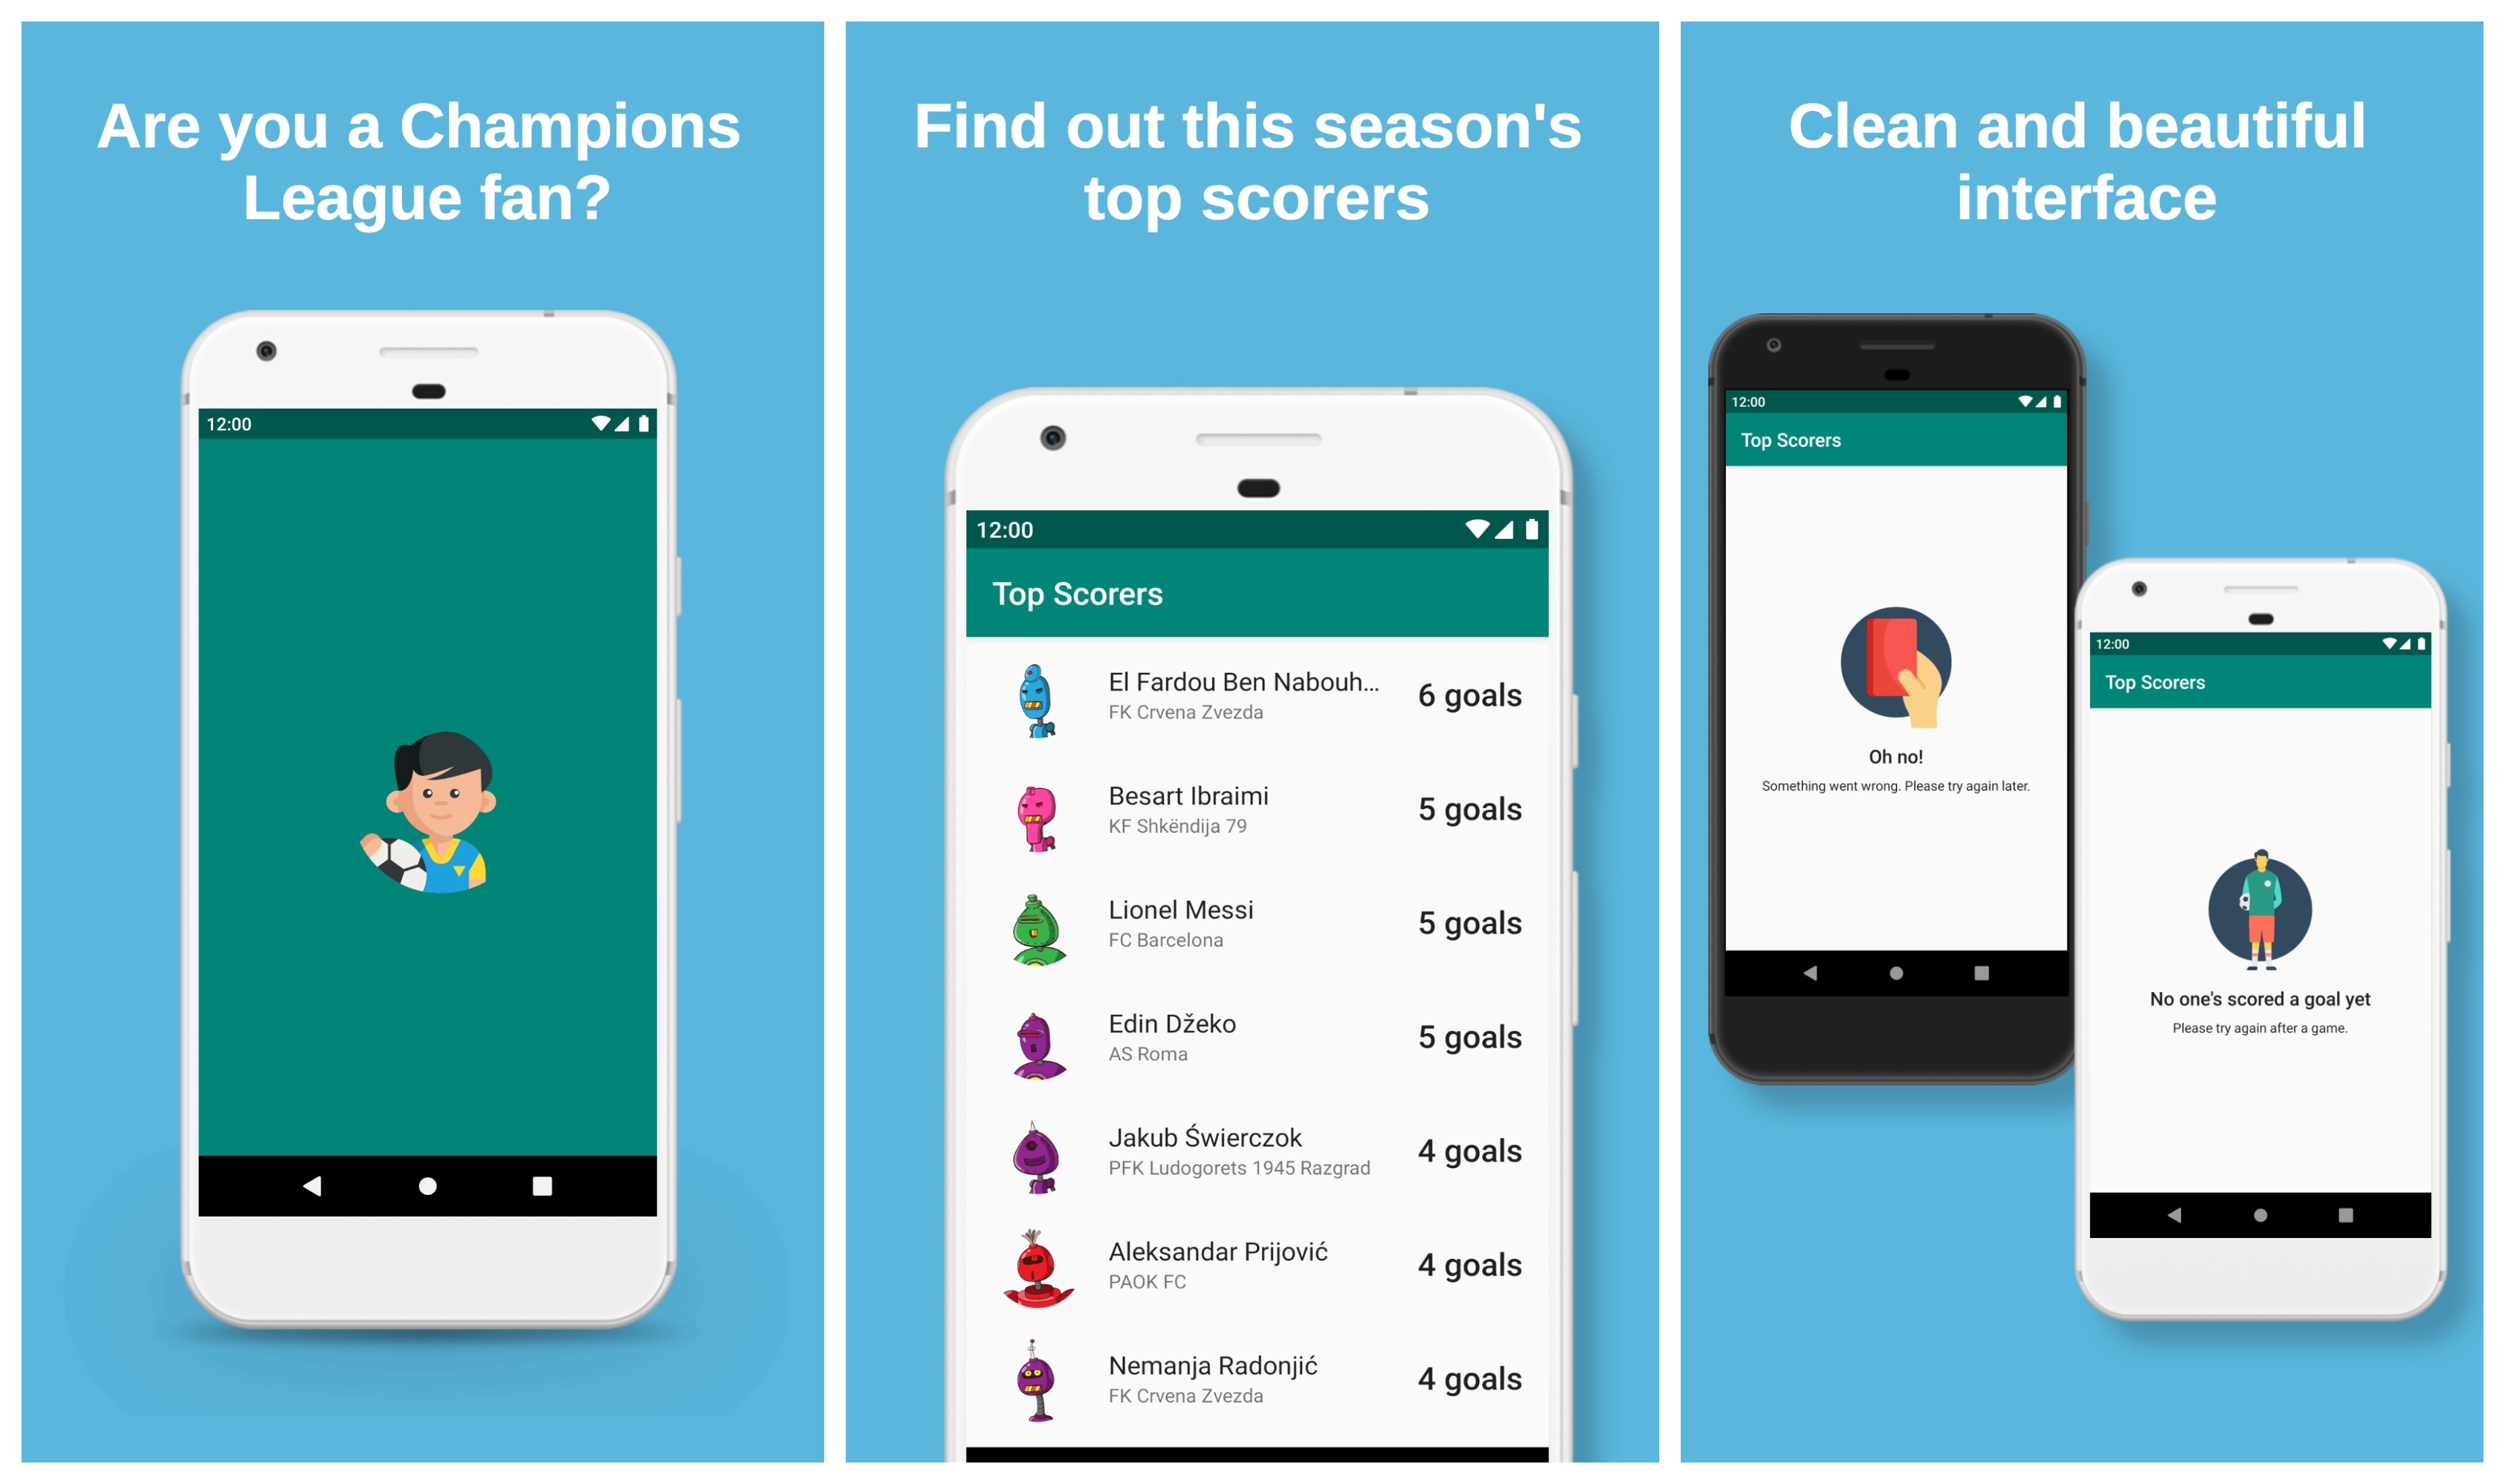 Are you a Champions
League fan?
12:00
Find out this season's
top scorers
12:00
Top Scorers
El Fardou Ben Nabouh...
FK Crvena Zvezda
6 goals
Besart Ibraimi
KF Shkëndija 79
5 goals
Lionel Messi
FC Barcelona
5 goals
Edin Džeko
AS Roma
5 goals
Jakub Świerczok
PFK Ludogorets 1945 Razgrad
4 goals
Aleksandar Prijović
PAOK FC
4 goals
Nemanja Radonjić
FK Crvena Zvezda
4 goals
Clean and beautiful
interface
12:00
Top Scorers
Oh no!
Something went wrong. Please try again later.
12:00
Top Scorers
No one's scored a goal yet
Please try again after a game.